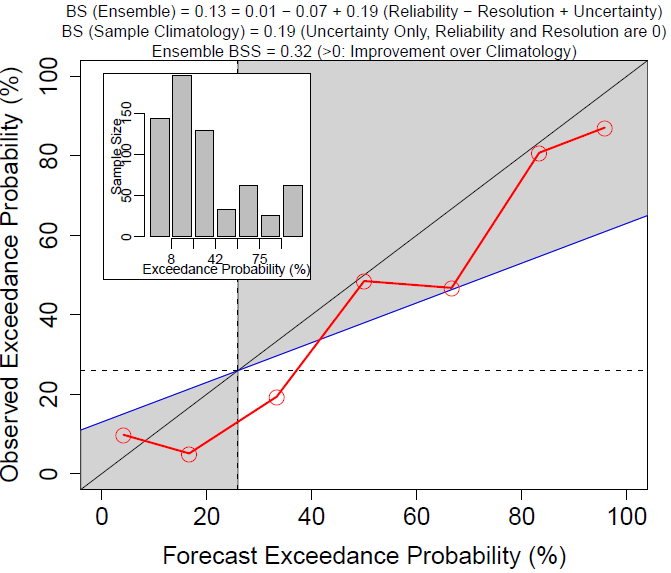 BS (Ensemble) = 0.13 = 0.01 − 0.07 + 0.19 (Reliability − Resolution + Uncertainty)
BS (Sample Climatology) = 0.19 (Uncertainty Only, Reliability and Resolution are 0)
Ensemble BSS = 0.32 (>0: Improvement over Climatology)
Observed Exceedance Probability (%)
100
80
60
40
20
0
Sample Size
150
100
50
0
8 42 75
Exceedance Probability (%)
0 20 40 60 80 100
Forecast Exceedance Probability (%)